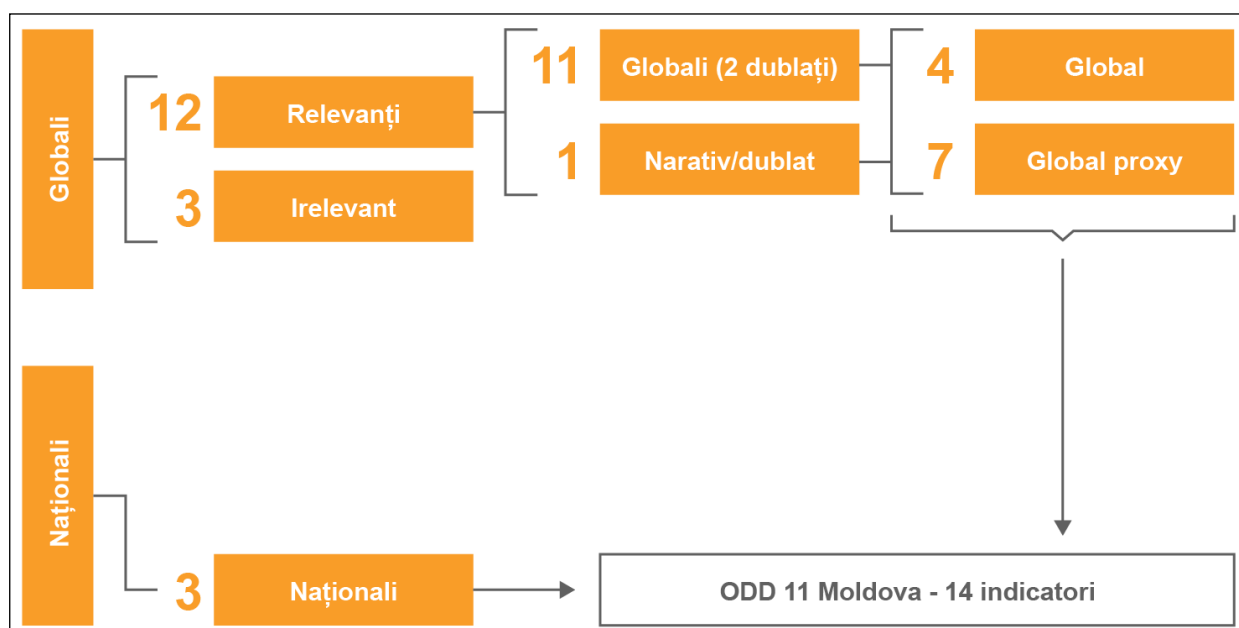 Globali
12
Relevanți
3
Irelevant
11
Globali (2 dublați)
1
Narativ/dublat
4
Global
7
Global proxy
Naționali
3
Naționali
ODD 11 Moldova - 14 indicatori